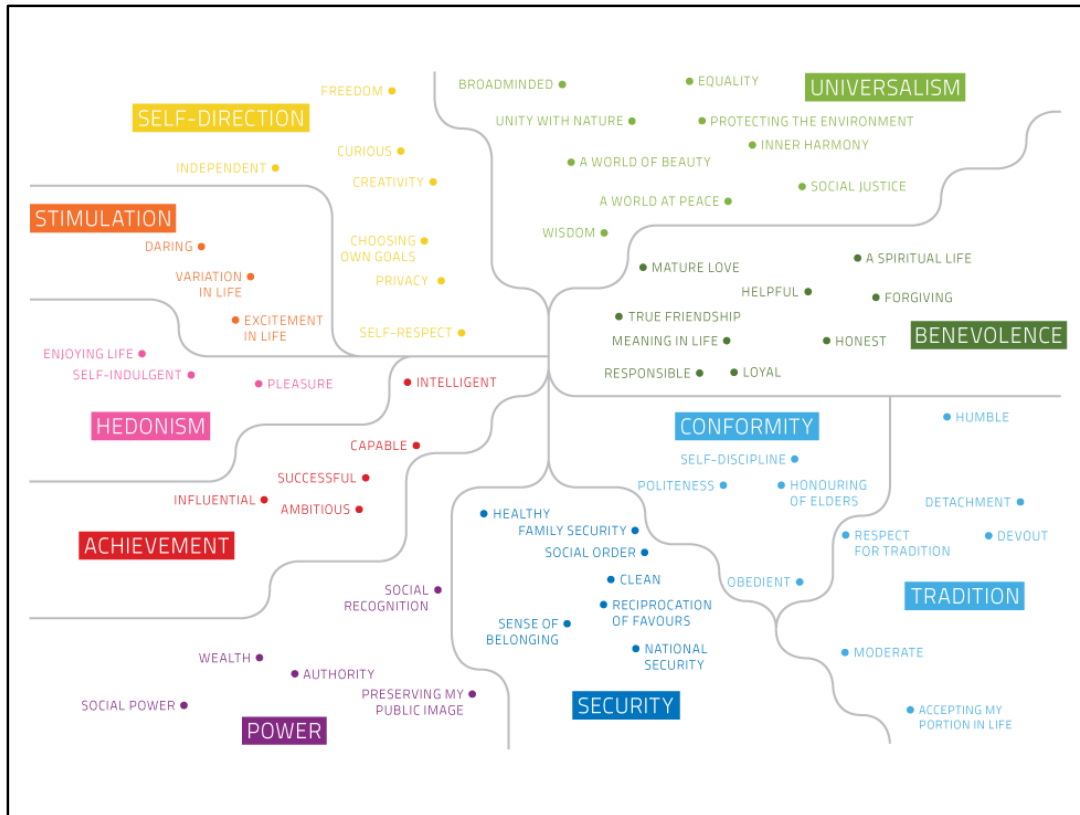 SELF-DIRECTION
FREEDOM
CURIOUS
INDEPENDENT
CREATIVITY
CHOOSING
OWN GOALS
PRIVACY
SELF-RESPECT
UNIVERSALISM
BROADMINDED
EQUALITY
UNITY WITH NATURE
PROTECTING THE ENVIRONMENT
INNER HARMONY
A WORLD OF BEAUTY
SOCIAL JUSTICE
A WORLD AT PEACE
WISDOM
STIMULATION
DARING
VARIATION
IN LIFE
EXCITEMENT
IN LIFE
BENEVOLENCE
MATURE LOVE
A SPIRITUAL LIFE
HELPFUL
FORGIVING
TRUE FRIENDSHIP
MEANING IN LIFE
HONEST
RESPONSIBLE
LOYAL
ENJOYING LIFE
SELF-INDULGENT
PLEASURE
HEDONISM
INTELLIGENT
CAPABLE
SUCCESSFUL
INFLUENTIAL
AMBITIOUS
ACHIEVEMENT
CONFORMITY
SELF-DISCIPLINE
POLITENESS
HONOURING
OF ELDERS
OBEDIENT
HUMBLE
DETACHMENT
RESPECT
FOR TRADITION
DEVOUT
TRADITION
MODERATE
ACCEPTING MY
PORTION IN LIFE
HEALTHY
FAMILY SECURITY
SOCIAL ORDER
CLEAN
RECIPROCATION
OF FAVOURS
SENSE OF
BELONGING
NATIONAL
SECURITY
SECURITY
SOCIAL
RECOGNITION
WEALTH
AUTHORITY
PRESERVING MY
PUBLIC IMAGE
SOCIAL POWER
POWER